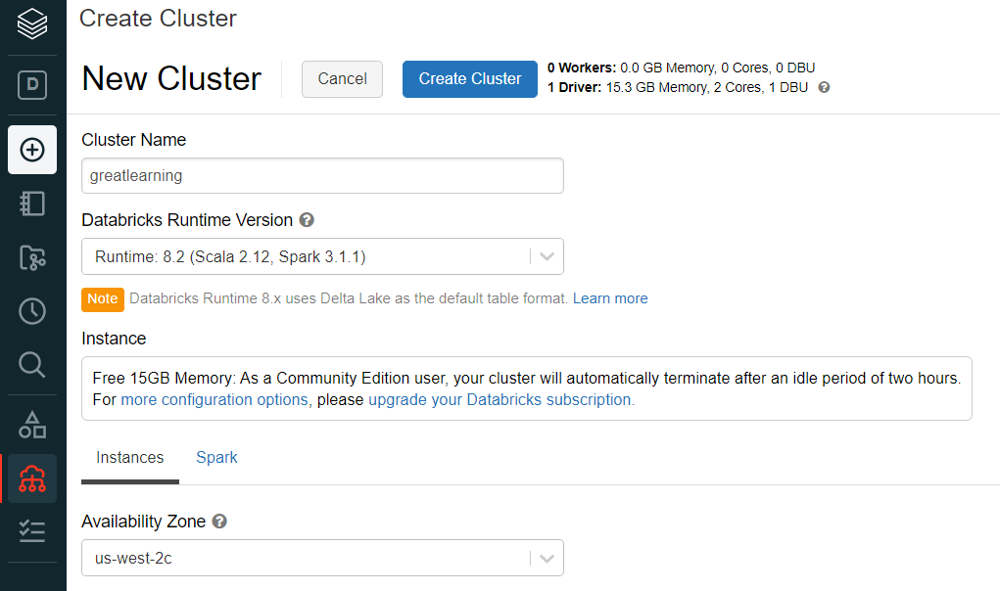 Create Cluster
New Cluster
Cancel
Create Cluster
0 Workers: 0.0 GB Memory, 0 Cores, 0 DBU
1 Driver: 15.3 GB Memory, 2 Cores, 1 DBU ?
D
Cluster Name
greatlearning
Databricks Runtime Version ?
Runtime: 8.2 (Scala 2.12, Spark 3.1.1)
Note Databricks Runtime 8.x uses Delta Lake as the default table format. Learn more
Instance
Free 15GB Memory: As a Community Edition user, your cluster will automatically terminate after an idle period of two hours.
For more configuration options, please upgrade your Databricks subscription.
Instances
Spark
Availability Zone ?
us-west-2c